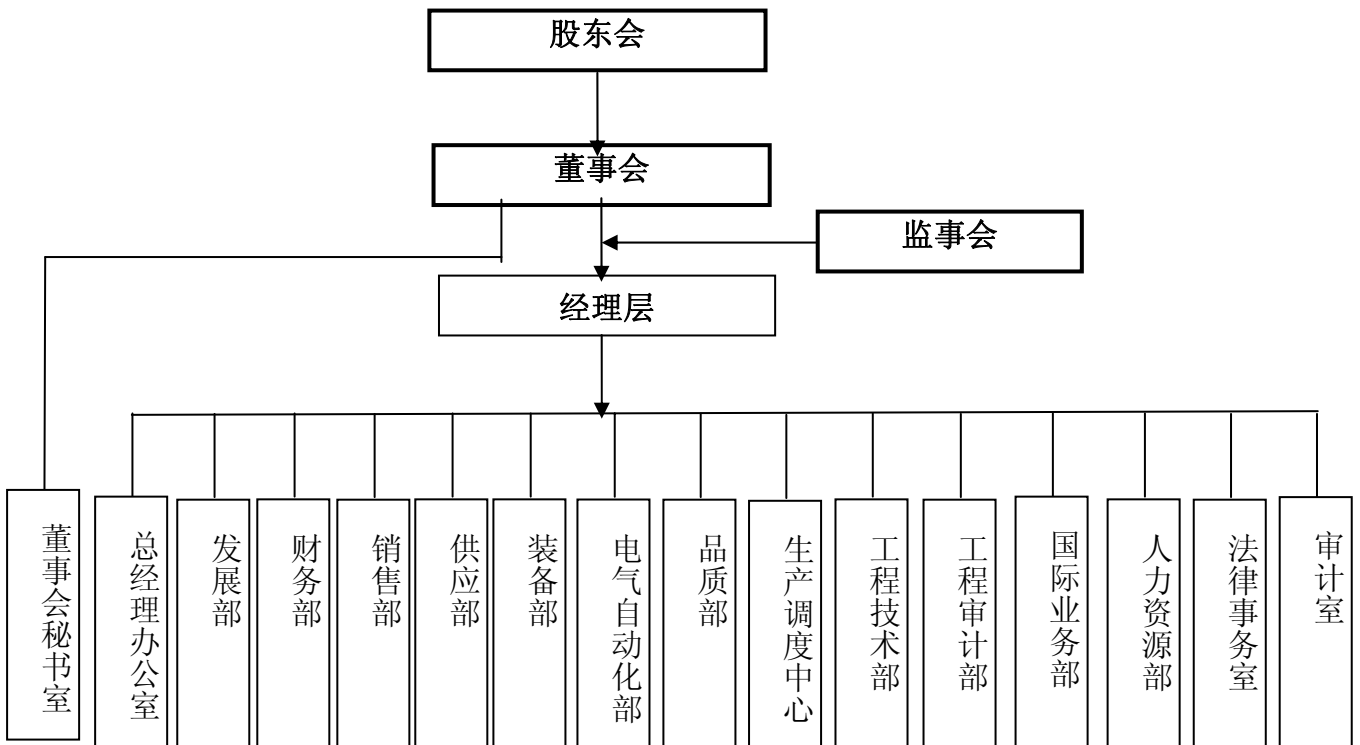 股东会
董事会
监事会
经理层
董事会秘书室
总经理办公室
发展部
财务部
销售部
供应部
装备部
电气自动化部
品质部
生产调度中心
工程技术部
工程审计部
国际业务部
人力资源部
法律事务室
审计室